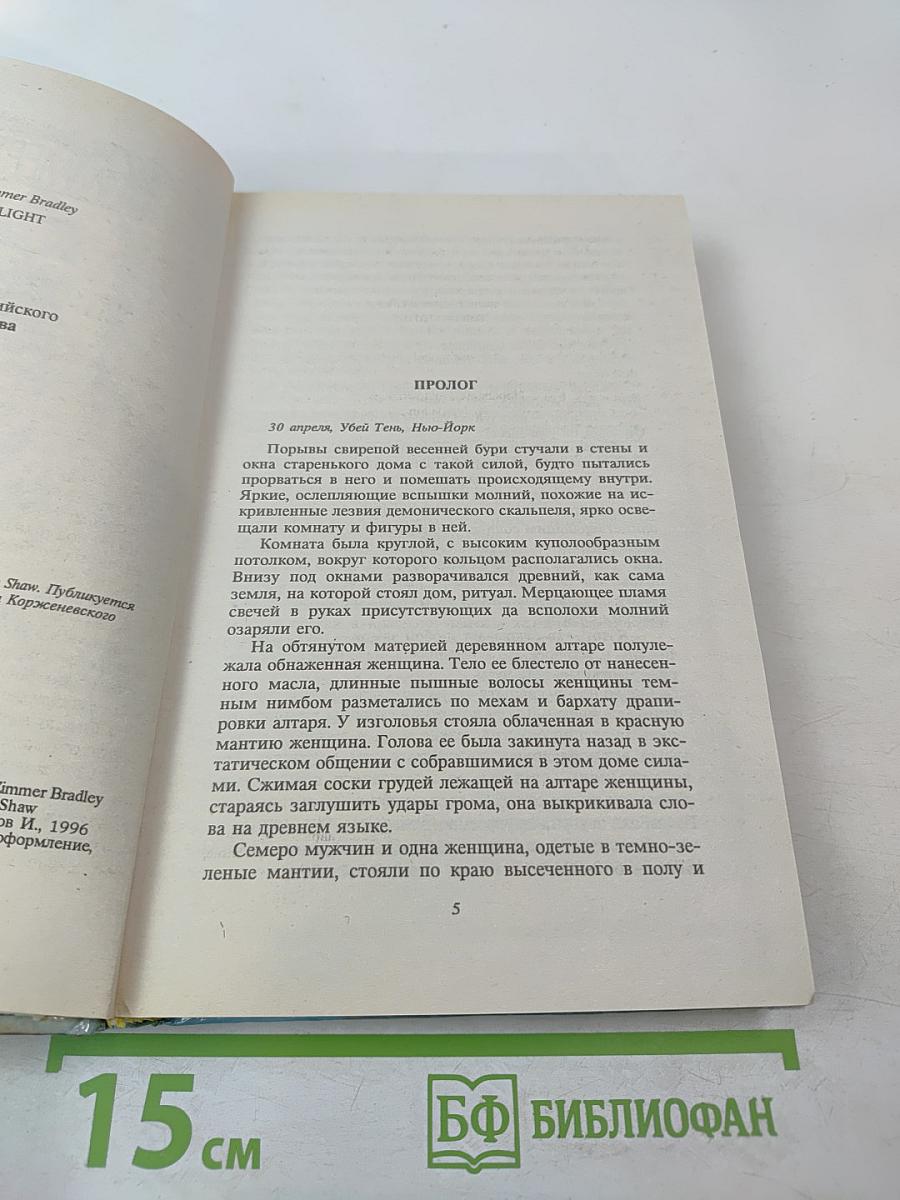 mmer Bradley
LIGHT
ийского
ва
Shaw. Публикуется
Корженевского
Zimmer Bradley
Shaw
ов И., 1996
оформление,
ПРОЛОГ
30 апреля, Убей Тень, Нью-Йорк
Порывы свирепой весенней бури стучали в стены и
окна старенького дома с такой силой, будто пытались
прорваться в него и помешать происходящему внутри.
Яркие, ослепляющие вспышки молний, похожие на ис-
кривленные лезвия демонического скальпеля, ярко осве-
щали комнату и фигуры в ней.
Комната была круглой, с высоким куполообразным
потолком, вокруг которого кольцом располагались окна.
Внизу под окнами разворачивался древний, как сама
земля, на которой стоял дом, ритуал. Мерцающее пламя
свечей в руках присутствующих да всполохи молний
озаряли его.
На обтянутом материей деревянном алтаре полуле-
жала обнаженная женщина. Тело ее блестело от нанесен-
ного масла, длинные пышные волосы женщины тем-
ным нимбом разметались по мехам и бархату драпи-
ровки алтаря. У изголовья стояла облаченная в красную
мантию женщина. Голова ее была закинута назад в экс-
татическом общении с собравшимися в этом доме сила-
ми. Сжимая соски грудей лежащей на алтаре женщины,
стараясь заглушить удары грома, она выкрикивала сло-
ва на древнем языке.
Семеро мужчин и одна женщина, одетые в темно-зе-
леные мантии, стояли по краю высеченного в полу и
5
15 см
БФ БИБЛИОФАН